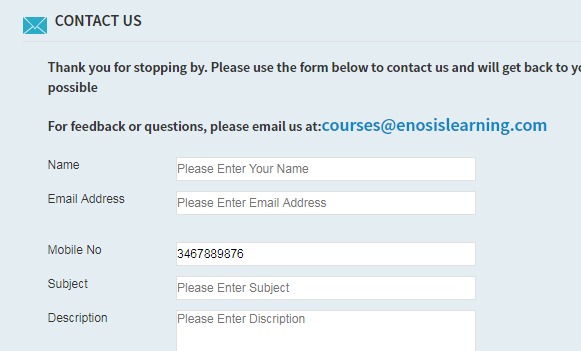 CONTACT US
Thank you for stopping by. Please use the form below to contact us and will get back to
possible
For feedback or questions, please email us at:courses@enosislearning.com
Name
Please Enter Your Name
Email Address
Please Enter Email Address
Mobile No
3467889876
Subject
Please Enter Subject
Description
Please Enter Discription